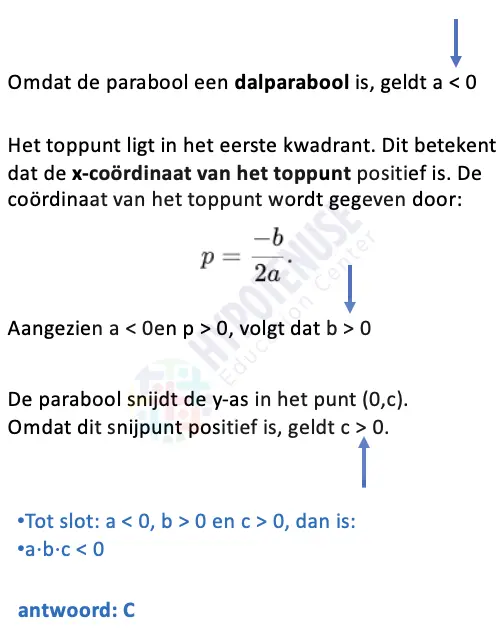 Omdat de parabool een dalparabool is, geldt a < 0
Het toppunt ligt in het eerste kwadrant. Dit betekent
dat de x-coördinaat van het toppunt positief is. De
coördinaat van het toppunt wordt gegeven door:
p = −b / 2a.
Aangezien a < 0en p > 0, volgt dat b > 0
De parabool snijdt de y-as in het punt (0,c).
Omdat dit snijpunt positief is, geldt c > 0.
•Tot slot: a < 0, b > 0 en c > 0, dan is:
•a·b·c < 0
antwoord: C
HYPOTENUSE
Education Center